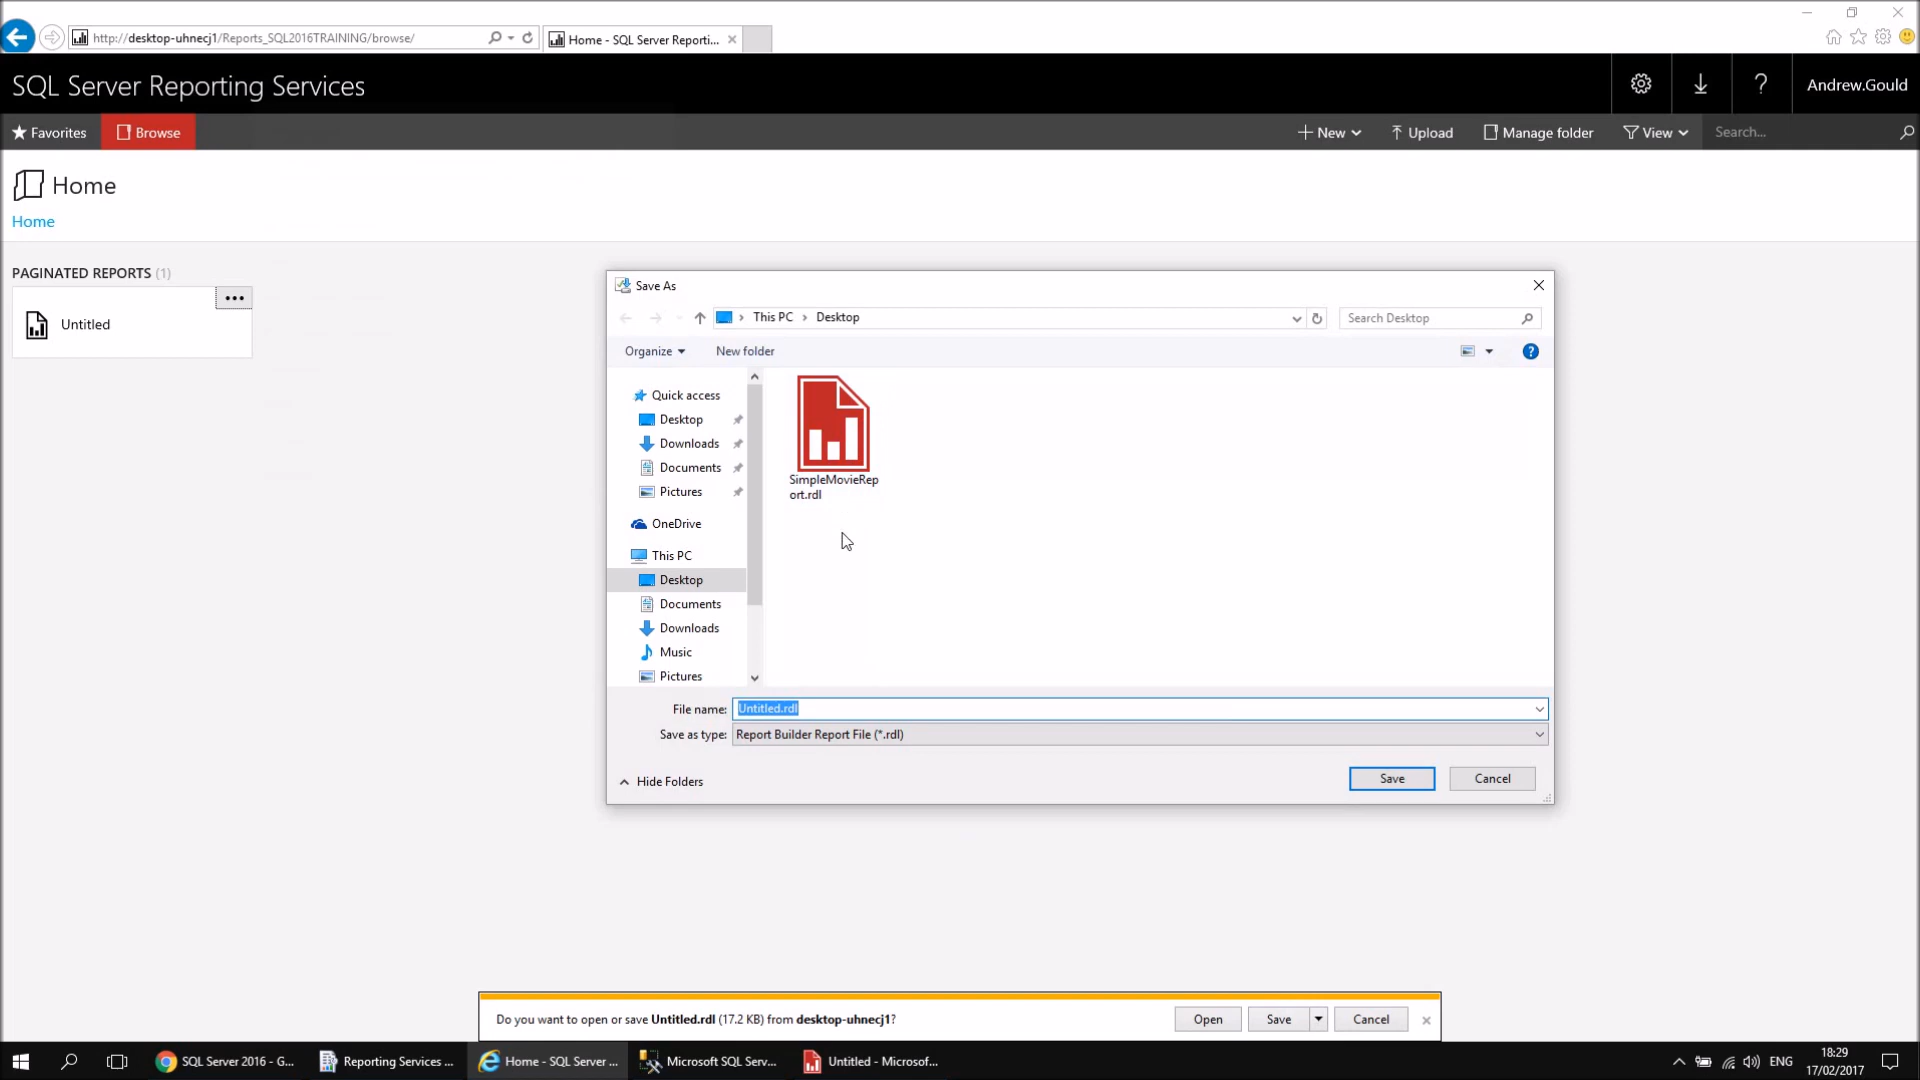 http://desktop-uhnecj1/Reports_SQL2016TRAINING/browse/
Home - SQL Server Reporti...
SQL Server Reporting Services
Andrew.Gould
Favorites
Browse
New
Upload
Manage folder
View
Search...
Home
Home
PAGINATED REPORTS (1)
Untitled
Save As
This PC
Desktop
Search Desktop
Organize
New folder
Quick access
Desktop
Downloads
Documents
Pictures
OneDrive
This PC
Desktop
Documents
Downloads
Music
Pictures
SimpleMovieRep
ort.rdl
File name: Untitled.rdl
Save as type: Report Builder Report File (*.rdl)
Hide Folders
Save
Cancel
Do you want to open or save Untitled.rdl (17.2 KB) from desktop-uhnecj1?
Open
Save
Cancel
SQL Server 2016 - G...
Reporting Services ...
Home - SQL Server ...
Microsoft SQL Serv...
Untitled - Microsof...
ENG
18:29
17/02/2017